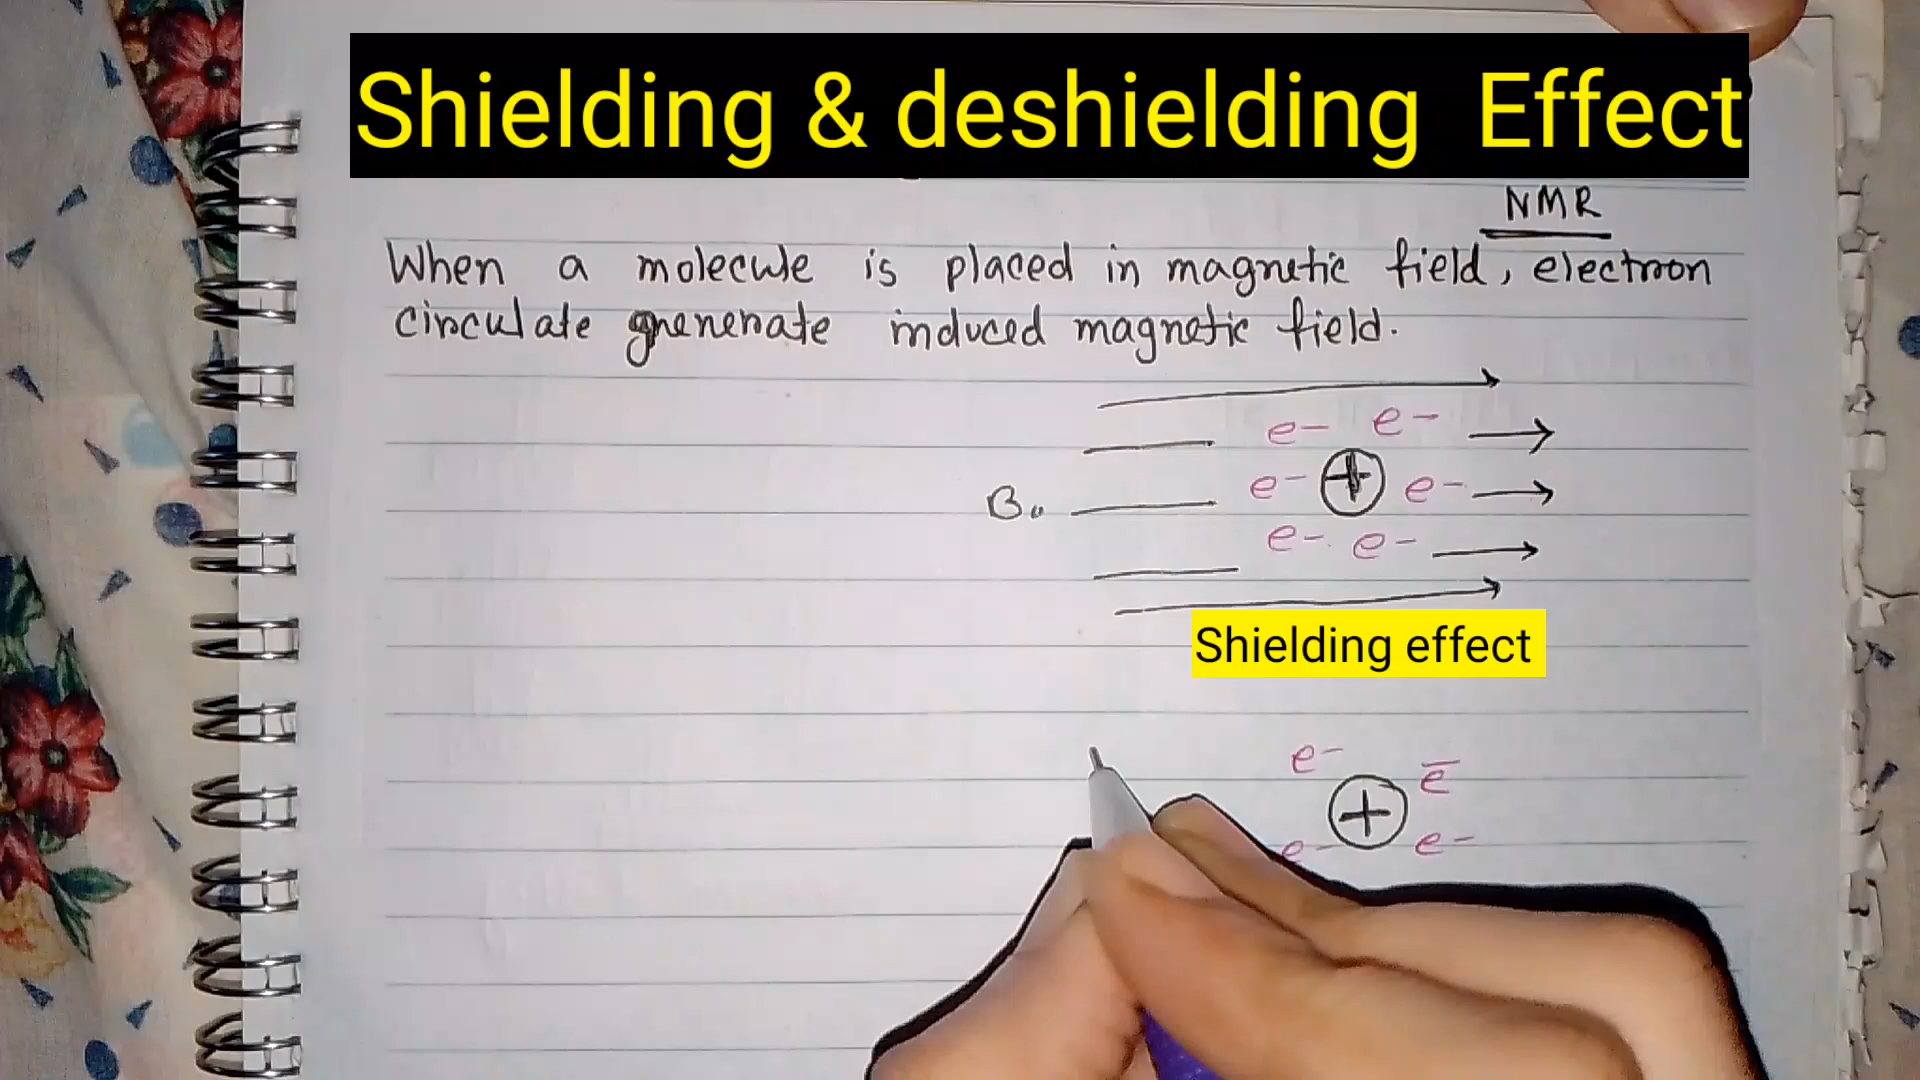 Shielding & deshielding Effect
NMR
When a molecule is placed in magnetic field, electron
circulate generate induced magnetic field.
e- e-
B₀ e- + e-
e- e-
Shielding effect
e- e-
+
e- e-